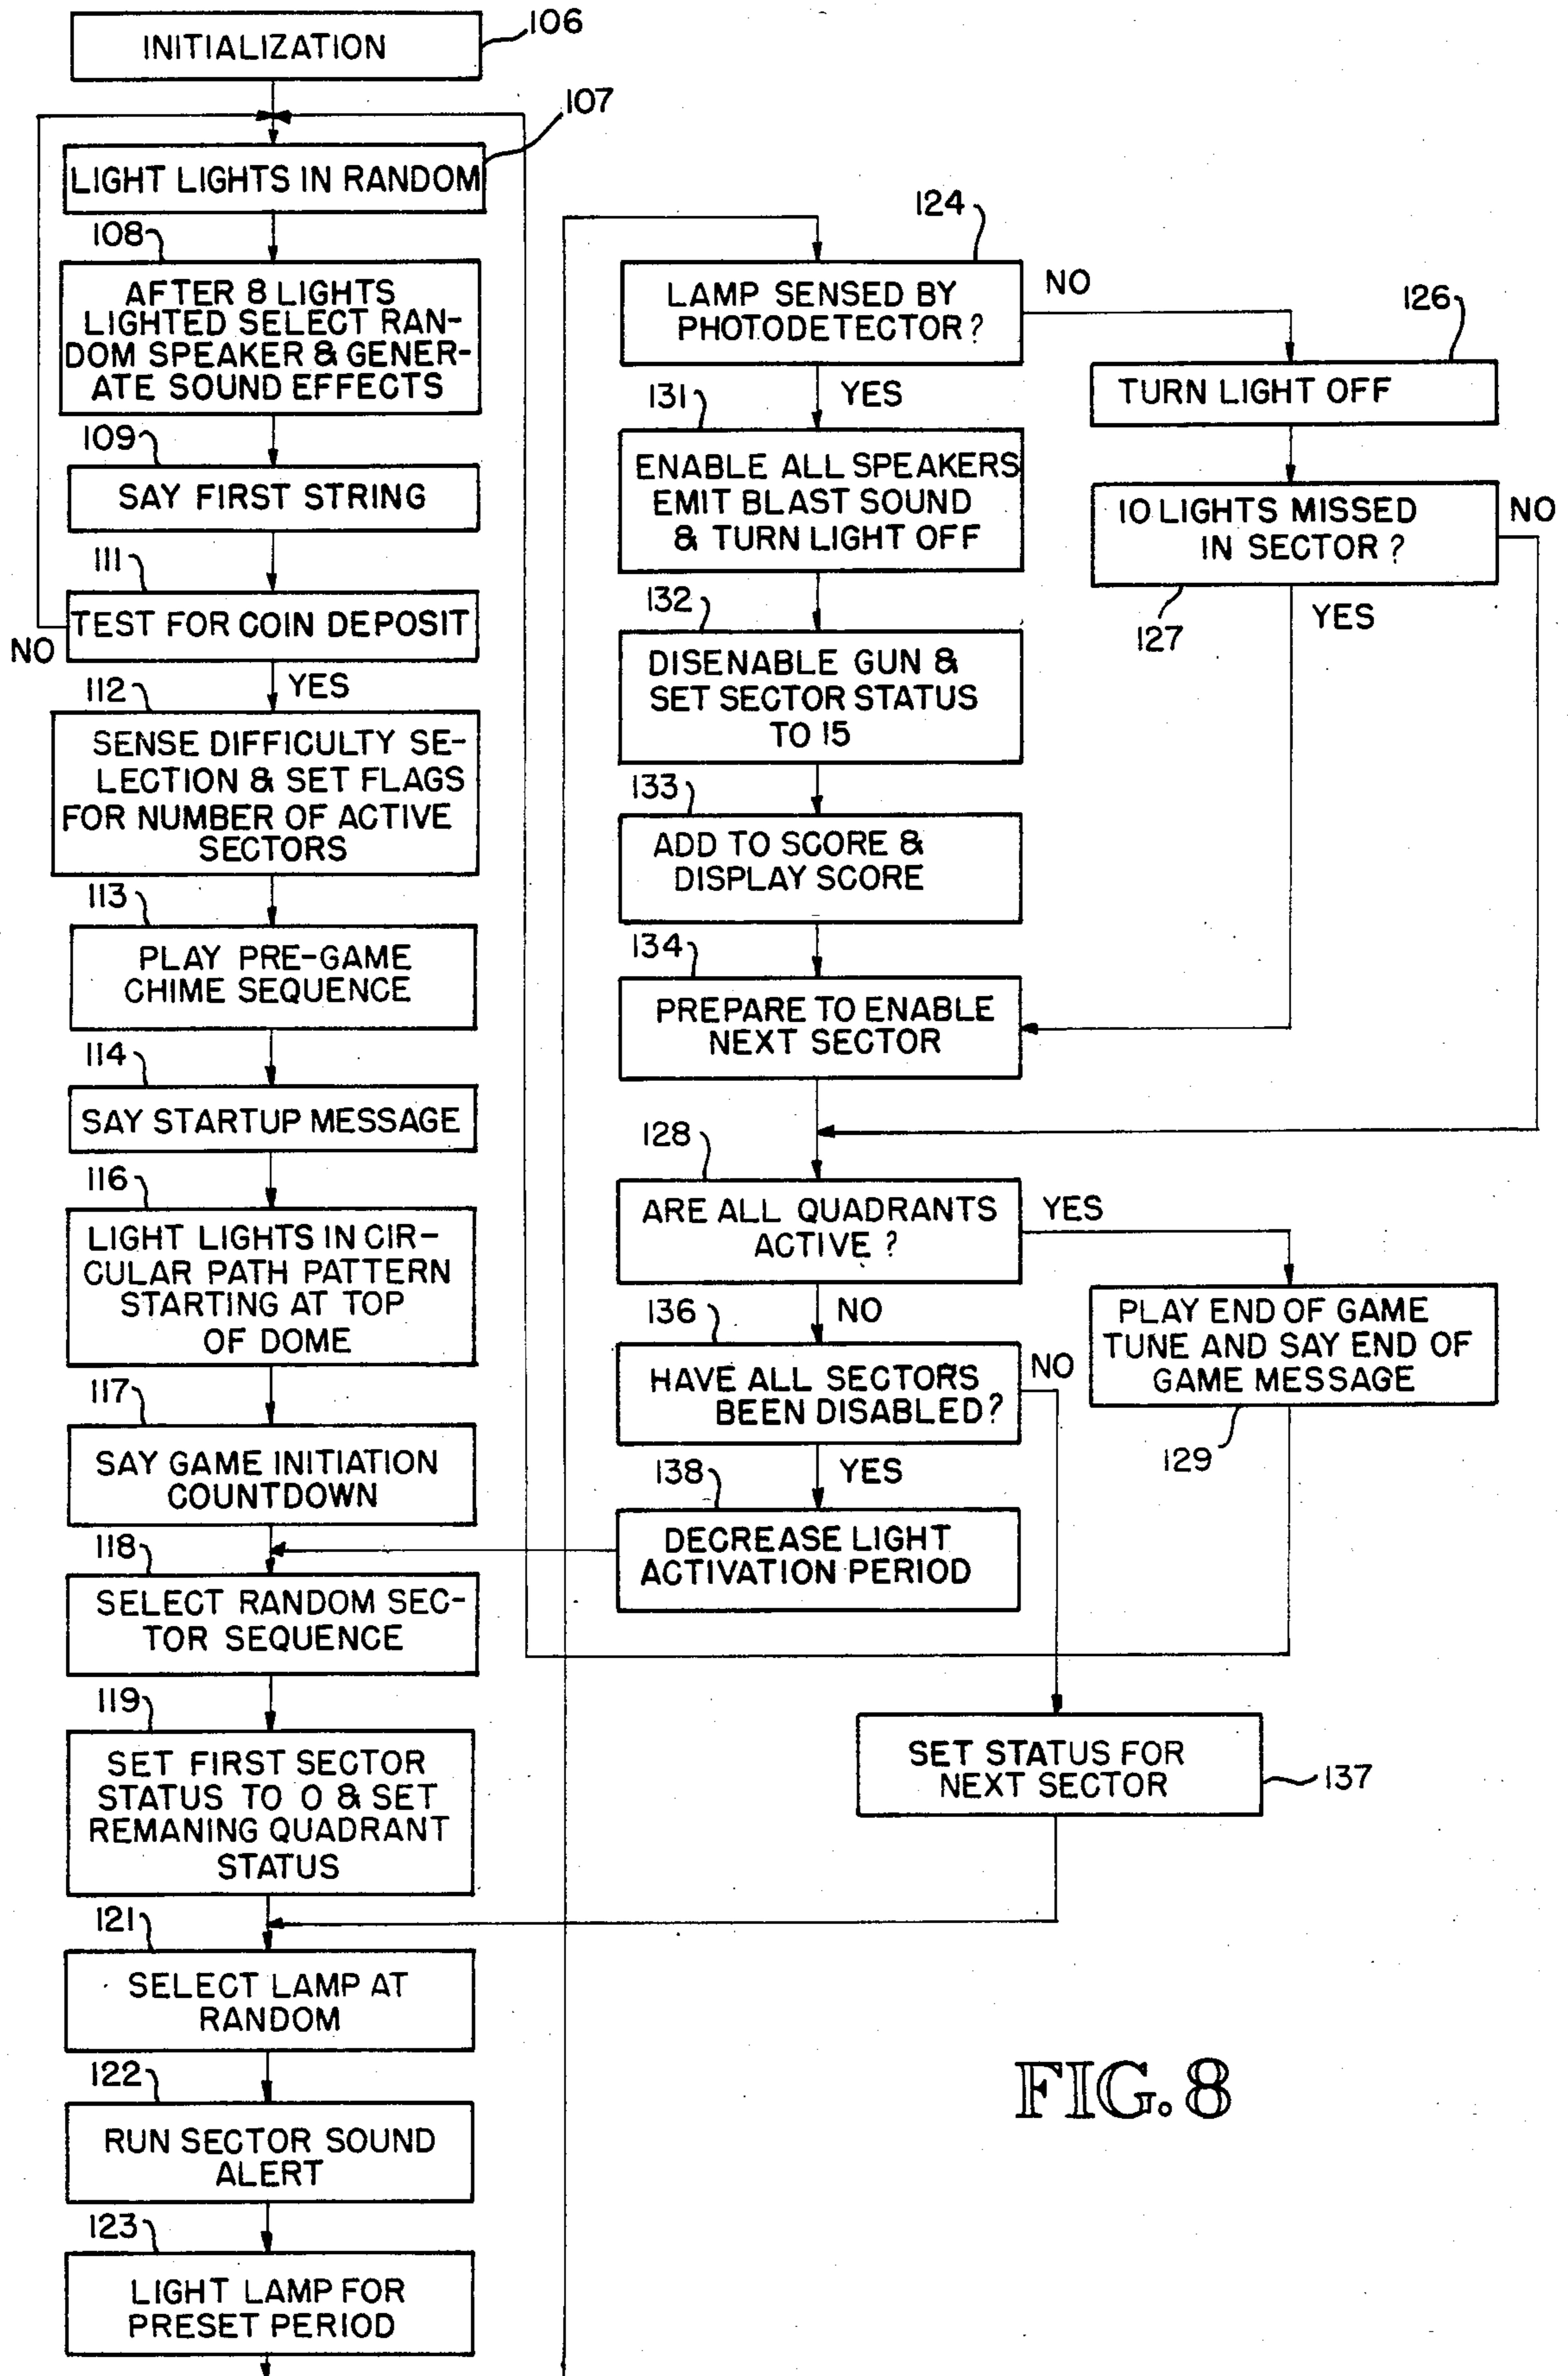 106
INITIALIZATION
107
LIGHT LIGHTS IN RANDOM
108
AFTER 8 LIGHTS
LIGHTED SELECT RAN-
DOM SPEAKER & GENER-
ATE SOUND EFFECTS
109
SAY FIRST STRING
111
TEST FOR COIN DEPOSIT
NO
YES
112
SENSE DIFFICULTY SE-
LECTION & SET FLAGS
FOR NUMBER OF ACTIVE
SECTORS
113
PLAY PRE-GAME
CHIME SEQUENCE
114
SAY STARTUP MESSAGE
116
LIGHT LIGHTS IN CIR-
CULAR PATH PATTERN
STARTING AT TOP
OF DOME
117
SAY GAME INITIATION
COUNTDOWN
118
SELECT RANDOM SEC-
TOR SEQUENCE
119
SET FIRST SECTOR
STATUS TO 0 & SET
REMANING QUADRANT
STATUS
121
SELECT LAMP AT
RANDOM
122
RUN SECTOR SOUND
ALERT
123
LIGHT LAMP FOR
PRESET PERIOD
124
LAMP SENSED BY
PHOTODETECTOR?
NO
YES
126
TURN LIGHT OFF
10 LIGHTS MISSED
IN SECTOR?
NO
127
YES
131
ENABLE ALL SPEAKERS
EMIT BLAST SOUND
& TURN LIGHT OFF
132
DISENABLE GUN &
SET SECTOR STATUS
TO 15
133
ADD TO SCORE &
DISPLAY SCORE
134
PREPARE TO ENABLE
NEXT SECTOR
128
ARE ALL QUADRANTS
ACTIVE?
YES
NO
PLAY END OF GAME
TUNE AND SAY END OF
GAME MESSAGE
129
136
HAVE ALL SECTORS
BEEN DISABLED?
NO
YES
138
DECREASE LIGHT
ACTIVATION PERIOD
SET STATUS FOR
NEXT SECTOR
137
FIG. 8